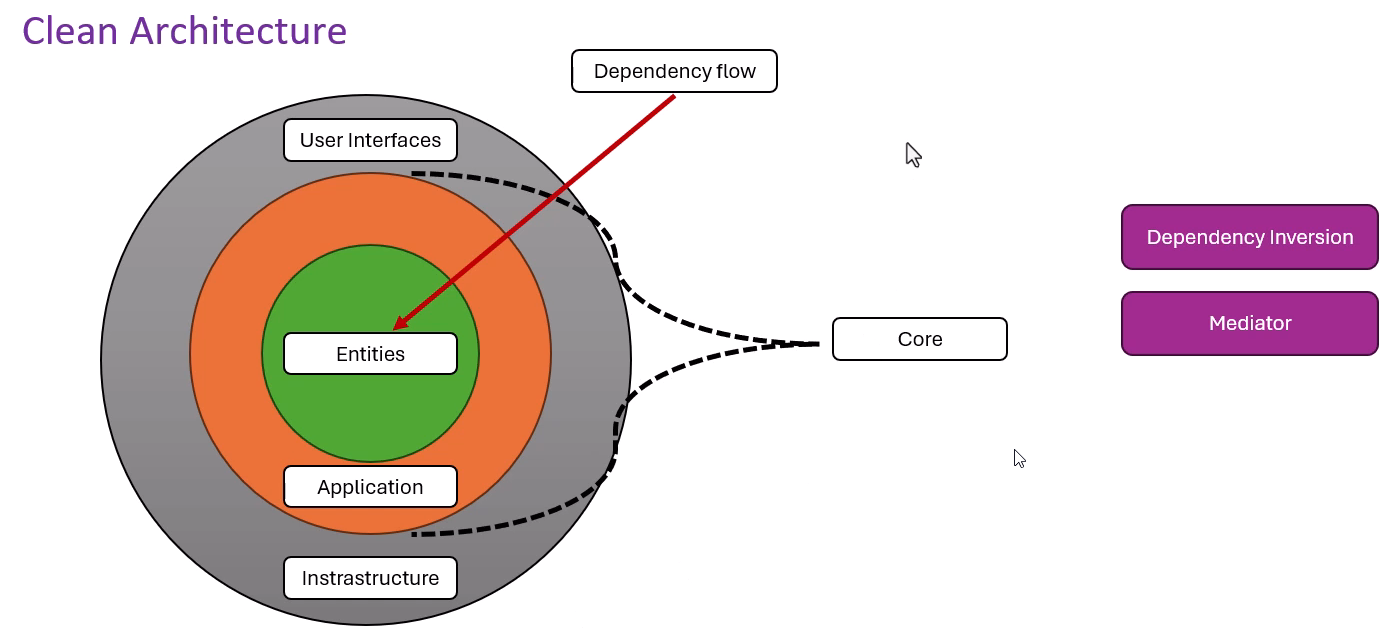 Clean Architecture
Dependency flow
User Interfaces
Dependency Inversion
Mediator
Core
Entities
Application
Instrastructure